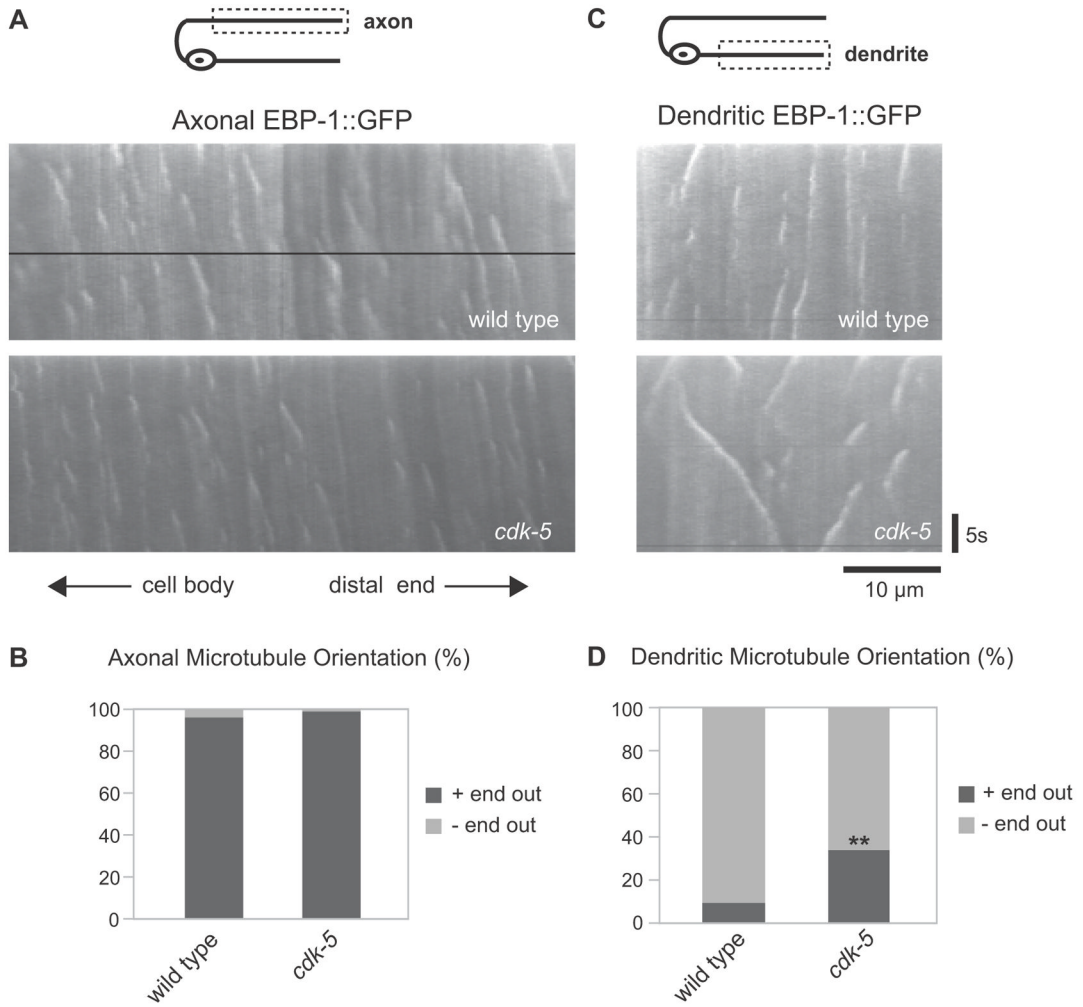 A
axon
Axonal EBP-1::GFP
wild type
cdk-5
cell body
distal end
C
dendrite
Dendritic EBP-1::GFP
wild type
cdk-5
5s
10 μm
B
Axonal Microtubule Orientation (%)
100
80
60
40
20
0
wild type
cdk-5
+ end out
- end out
D
Dendritic Microtubule Orientation (%)
100
80
60
40
20
0
**
wild type
cdk-5
+ end out
- end out